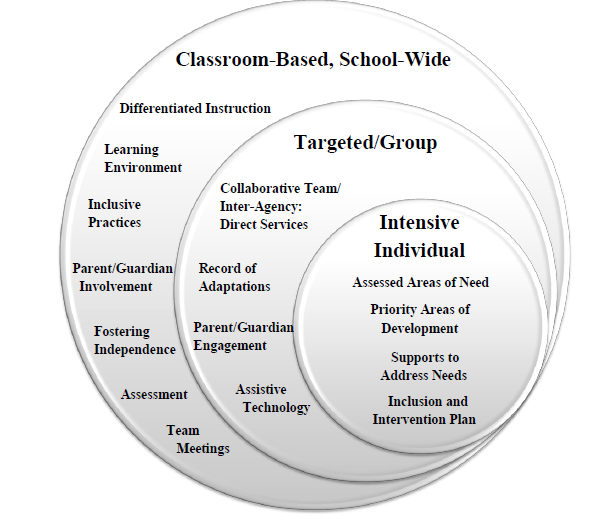 Classroom-Based, School-Wide
Differentiated Instruction
Learning
Environment
Inclusive
Practices
Parent/Guardian
Involvement
Fostering
Independence
Assessment
Team
Meetings
Targeted/Group
Collaborative Team/
Inter-Agency:
Direct Services
Record of
Adaptations
Parent/Guardian
Engagement
Assistive
Technology
Intensive
Individual
Assessed Areas of Need
Priority Areas of
Development
Supports to
Address Needs
Inclusion and
Intervention Plan